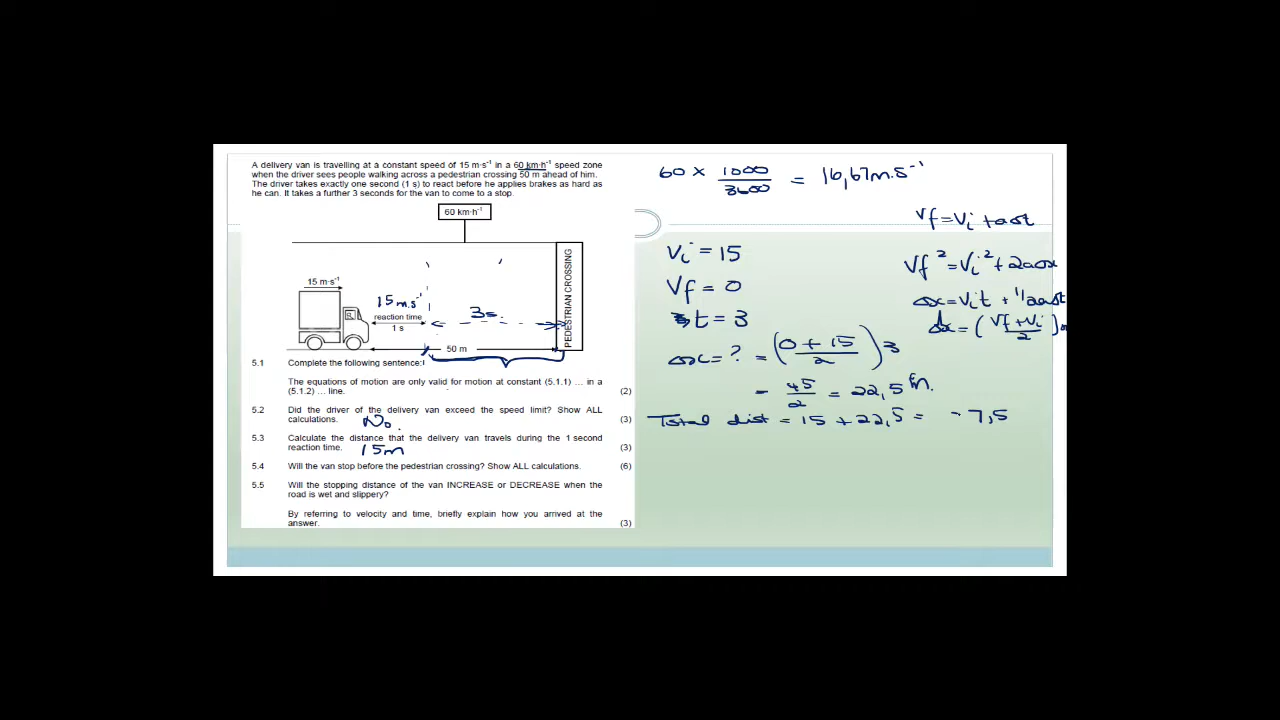 A delivery van is travelling at a constant speed of 15 m·s⁻¹ in a 60 km·h⁻¹ speed zone
when the driver sees people walking across a pedestrian crossing 50 m ahead of him.
The driver takes exactly one second (1 s) to react before he applies brakes as hard as
he can. It takes a further 3 seconds for the van to come to a stop.
60 km·h⁻¹
15 m·s⁻¹
15 m.s⁻¹
reaction time
1 s
3s.
50 m
PEDESTRIAN CROSSING
5.1 Complete the following sentence:
The equations of motion are only valid for motion at constant (5.1.1) ... in a
(5.1.2) ... line. (2)
5.2 Did the driver of the delivery van exceed the speed limit? Show ALL
calculations. (3)
No.
5.3 Calculate the distance that the delivery van travels during the 1 second
reaction time. (3)
15m
5.4 Will the van stop before the pedestrian crossing? Show ALL calculations. (6)
5.5 Will the stopping distance of the van INCREASE or DECREASE when the
road is wet and slippery?
By referring to velocity and time, briefly explain how you arrived at the
answer. (3)
60 × 1000/3600 = 16,67m.s⁻¹
Vf = Vi + aΔt
Vf² = Vi² + 2aΔx
Δx = Vit + 1/2aΔt
Δx = (Vf + Vi / 2)
Vi = 15
Vf = 0
t = 3
Δx = ? = (0 + 15 / 2) 3
= 45/2 = 22,5 m.
Total dist = 15 + 22,5 = 7,5